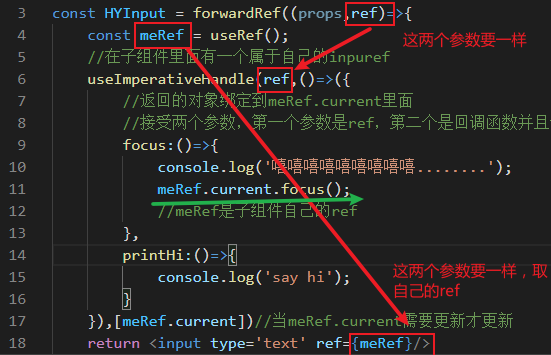 3 const HYInput = forwardRef((props,ref)=>{
这两个参数要一样
4 const meRef = useRef();
5 //在子组件里面有一个属于自己的inpuref
6 useImperativeHandle(ref,()=>({
7 //返回的对象绑定到meRef.current里面
8 //接受两个参数，第一个参数是ref，第二个是回调函数并且
9 focus:()=>{
10 console.log('嘻嘻嘻嘻嘻嘻嘻嘻嘻........');
11 meRef.current.focus();
12 //meRef是子组件自己的ref
13 },
14 printHi:()=>{
这两个参数要一样，取
自己的ref
15 console.log('say hi');
16 }
17 }),[meRef.current])//当meRef.current需要更新才更新
18 return <input type='text' ref={meRef}/>